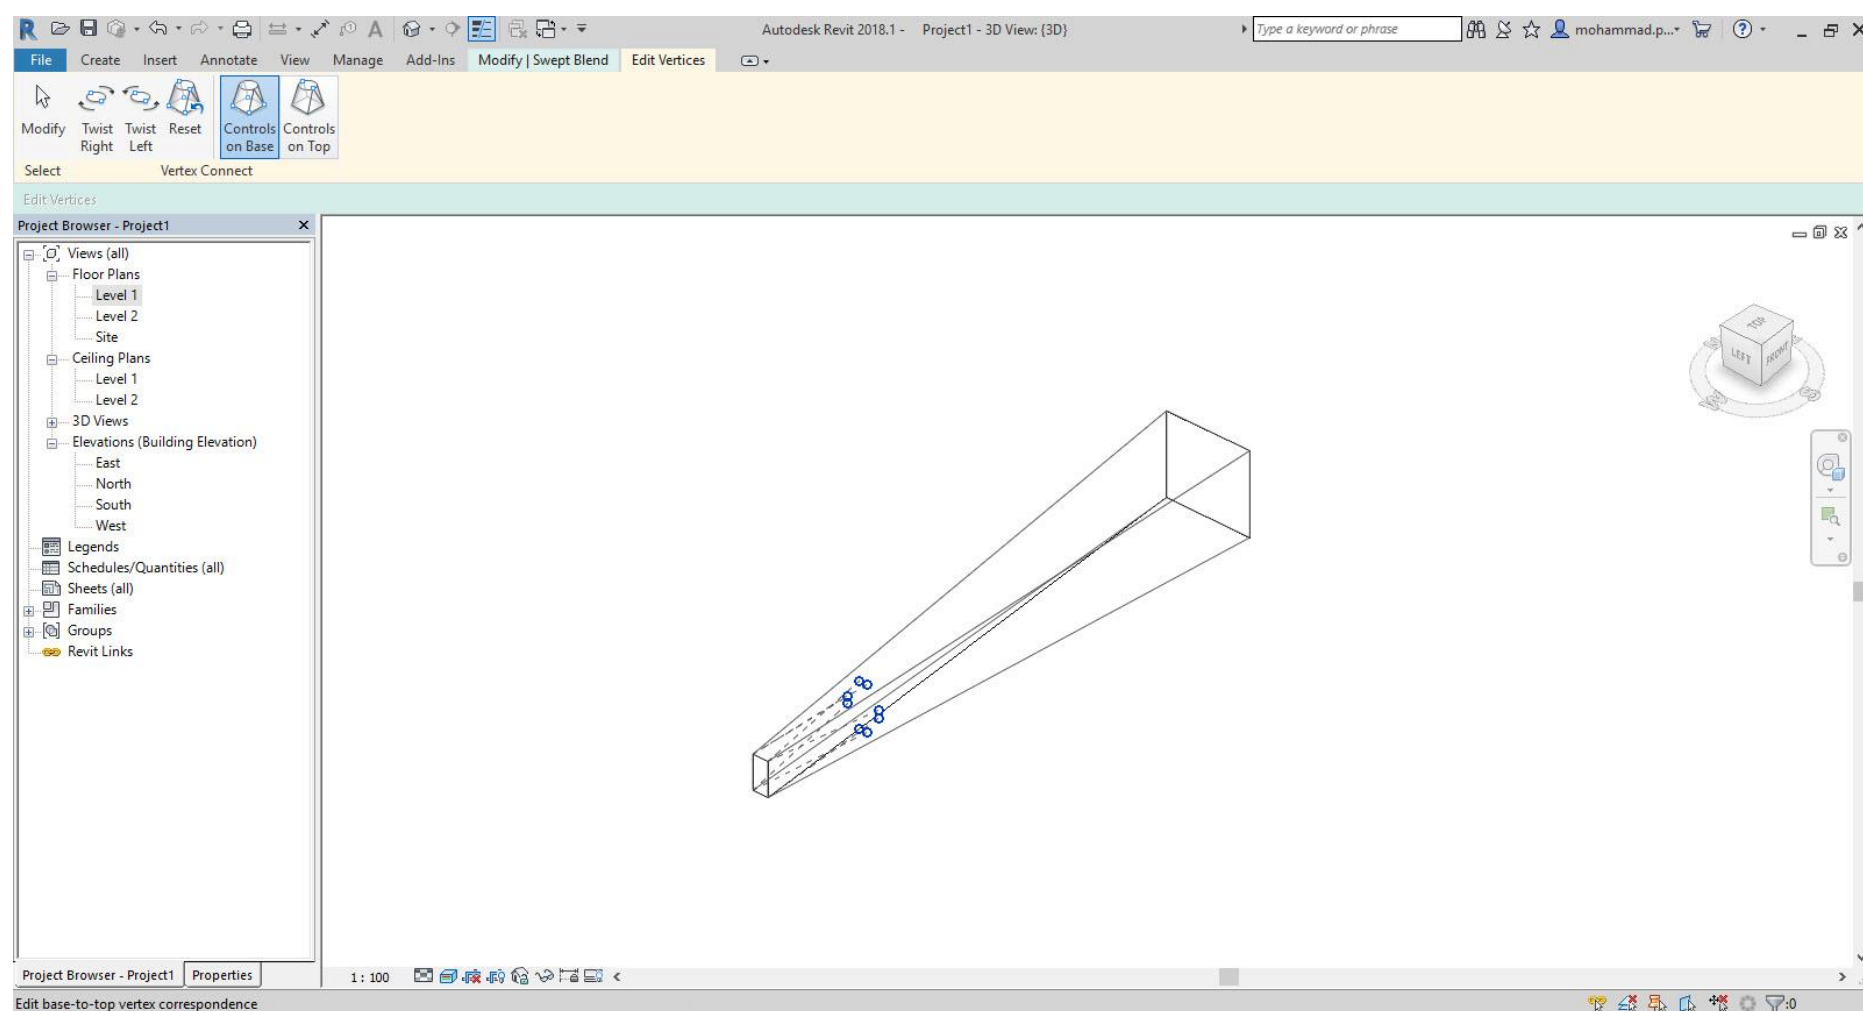 Autodesk Revit 2018.1 - Project1 - 3D View: {3D}
Type a keyword or phrase
mohammad.p...
File Create Insert Annotate View Manage Add-Ins Modify | Swept Blend Edit Vertices
Modify Twist Right Twist Left Reset Controls on Base Controls on Top
Select Vertex Connect
Edit Vertices
Project Browser - Project1
Views (all)
Floor Plans
Level 1
Level 2
Site
Ceiling Plans
Level 1
Level 2
3D Views
Elevations (Building Elevation)
East
North
South
West
Legends
Schedules/Quantities (all)
Sheets (all)
Families
Groups
Revit Links
TOP
LEFT
FRONT
Project Browser - Project1 Properties
1 : 100
Edit base-to-top vertex correspondence
:0